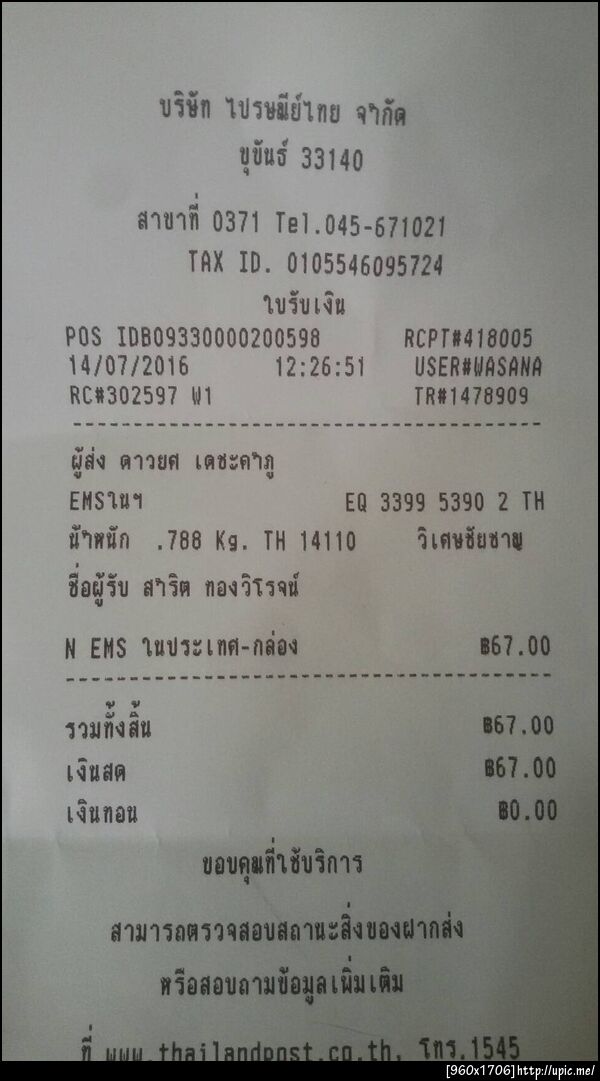 บริษัท ไปรษณีย์ไทย จำกัด
ขุขันธ์ 33140
สาขาที่ 0371 Tel.045-671021
TAX ID. 0105546095724
ใบรับเงิน
POS IDB09330000200598 RCPT#418005
14/07/2016 12:26:51 USER#WASANA
RC#302597 W1 TR#1478909
ผู้ส่ง ดาวยศ เดชะคำภู
EMSในฯ EQ 3399 5390 2 TH
น้ำหนัก .788 Kg. TH 14110 วิเศษชัยชาญ
ชื่อผู้รับ สาริต ทองวิโรจน์
N EMS ในประเทศ-กล่อง ฿67.00
รวมทั้งสิ้น ฿67.00
เงินสด ฿67.00
เงินทอน ฿0.00
ขอบคุณที่ใช้บริการ
สามารถตรวจสอบสถานะสิ่งของฝากส่ง
หรือสอบถามข้อมูลเพิ่มเติม
ที่ www.thailandpost.co.th, โทร.1545
[960x1706]http://upic.me/